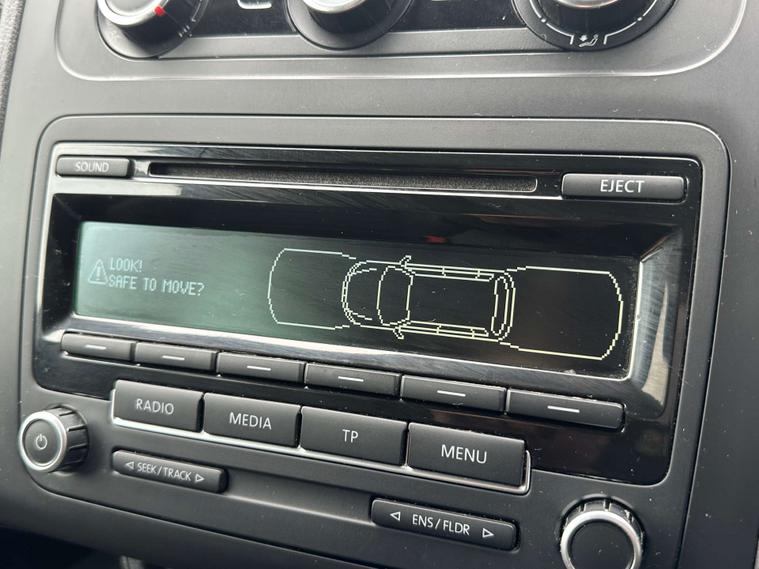 SOUND
EJECT
LOOK!
SAFE TO MOVE?
RADIO
MEDIA
TP
MENU
SEEK/TRACK
ENS/FLDR